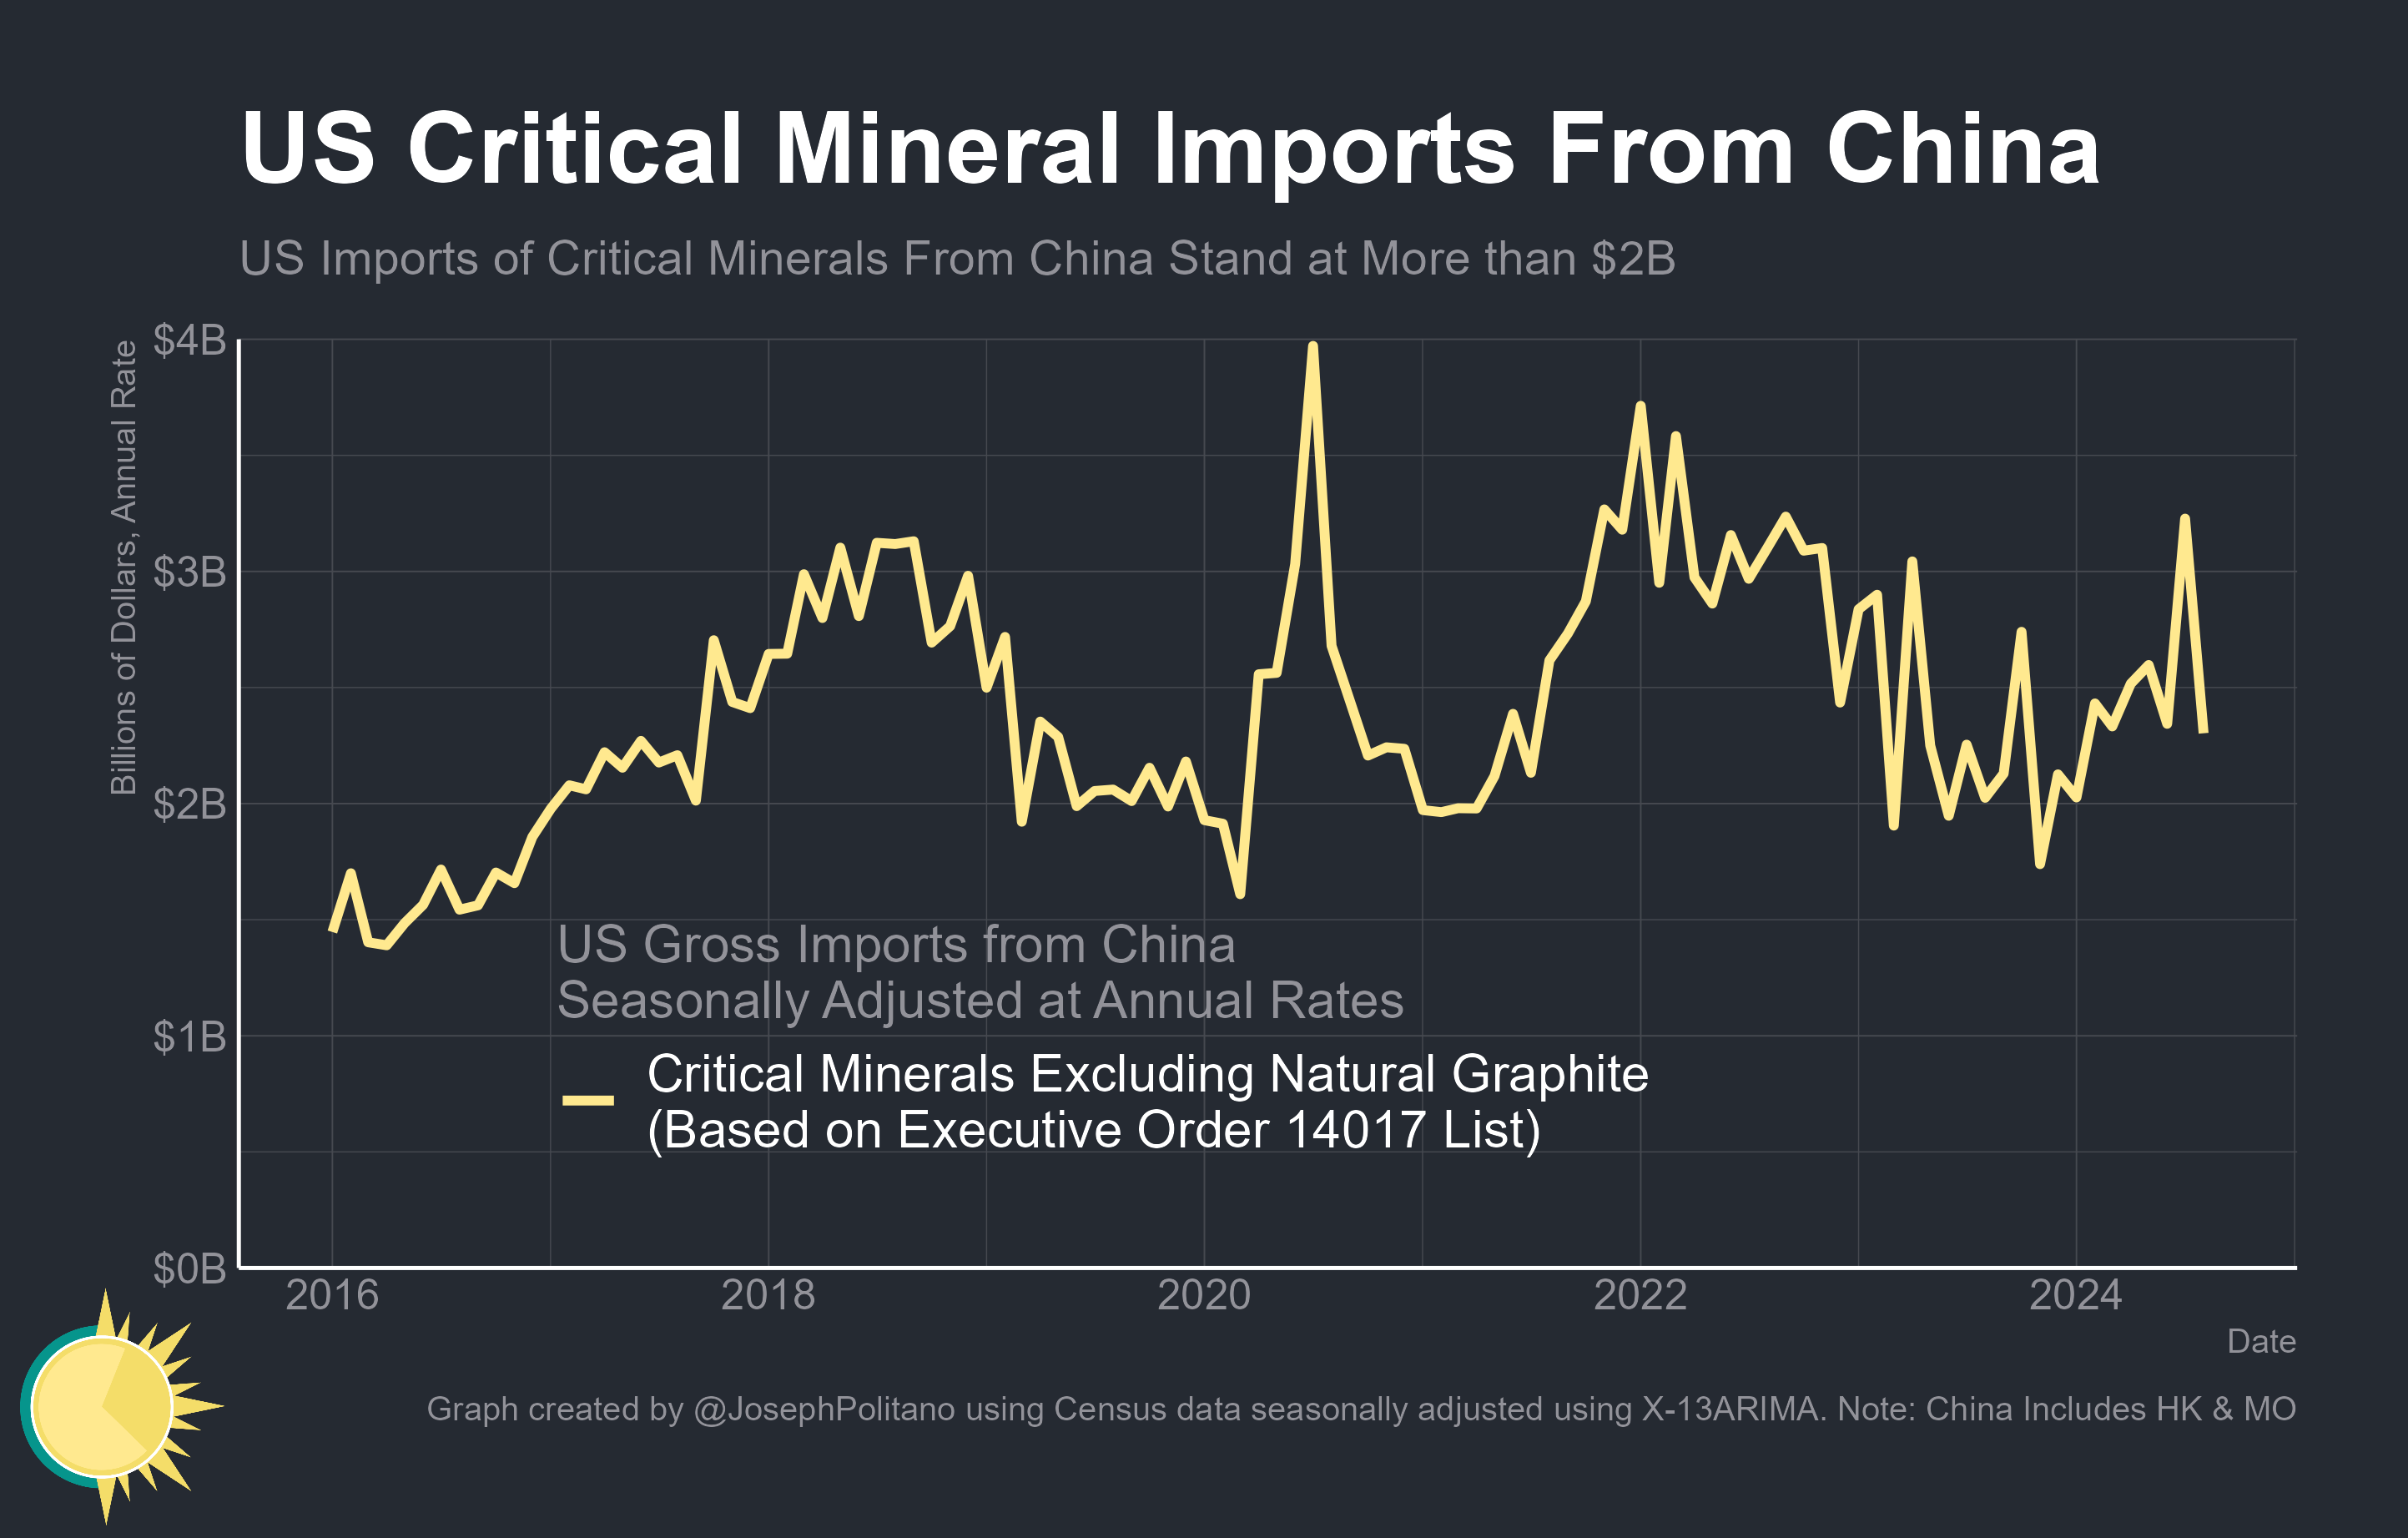 US Critical Mineral Imports From China
US Imports of Critical Minerals From China Stand at More than $2B
Billions of Dollars, Annual Rate
$4B
$3B
$2B
$1B
$0B
US Gross Imports from China
Seasonally Adjusted at Annual Rates
Critical Minerals Excluding Natural Graphite
(Based on Executive Order 14017 List)
2016
2018
2020
2022
2024
Date
Graph created by @JosephPolitano using Census data seasonally adjusted using X-13ARIMA. Note: China Includes HK & MO